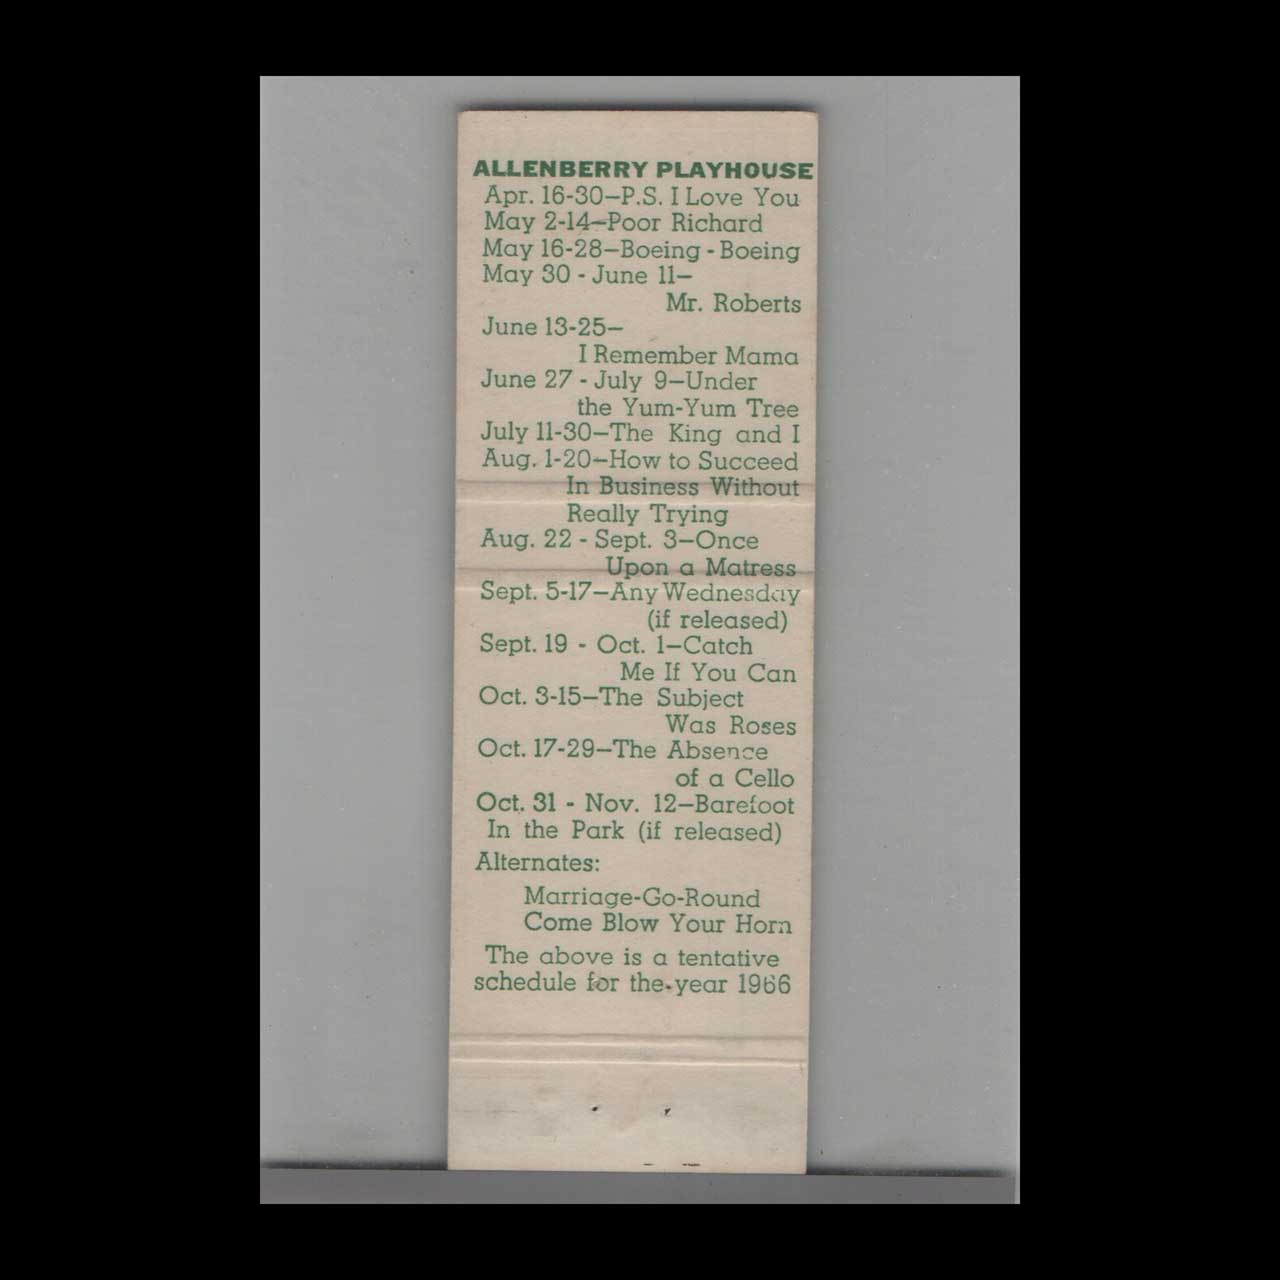 ALLENBERRY PLAYHOUSE
Apr. 16-30—P.S. I Love You
May 2-14—Poor Richard
May 16-28—Boeing - Boeing
May 30 - June 11—
Mr. Roberts
June 13-25—
I Remember Mama
June 27 - July 9—Under
the Yum-Yum Tree
July 11-30—The King and I
Aug. 1-20—How to Succeed
In Business Without
Really Trying
Aug. 22 - Sept. 3—Once
Upon a Matress
Sept. 5-17—Any Wednesday
(if released)
Sept. 19 - Oct. 1—Catch
Me If You Can
Oct. 3-15—The Subject
Was Roses
Oct. 17-29—The Absence
of a Cello
Oct. 31 - Nov. 12—Barefoot
In the Park (if released)
Alternates:
Marriage-Go-Round
Come Blow Your Horn
The above is a tentative
schedule for the year 1966